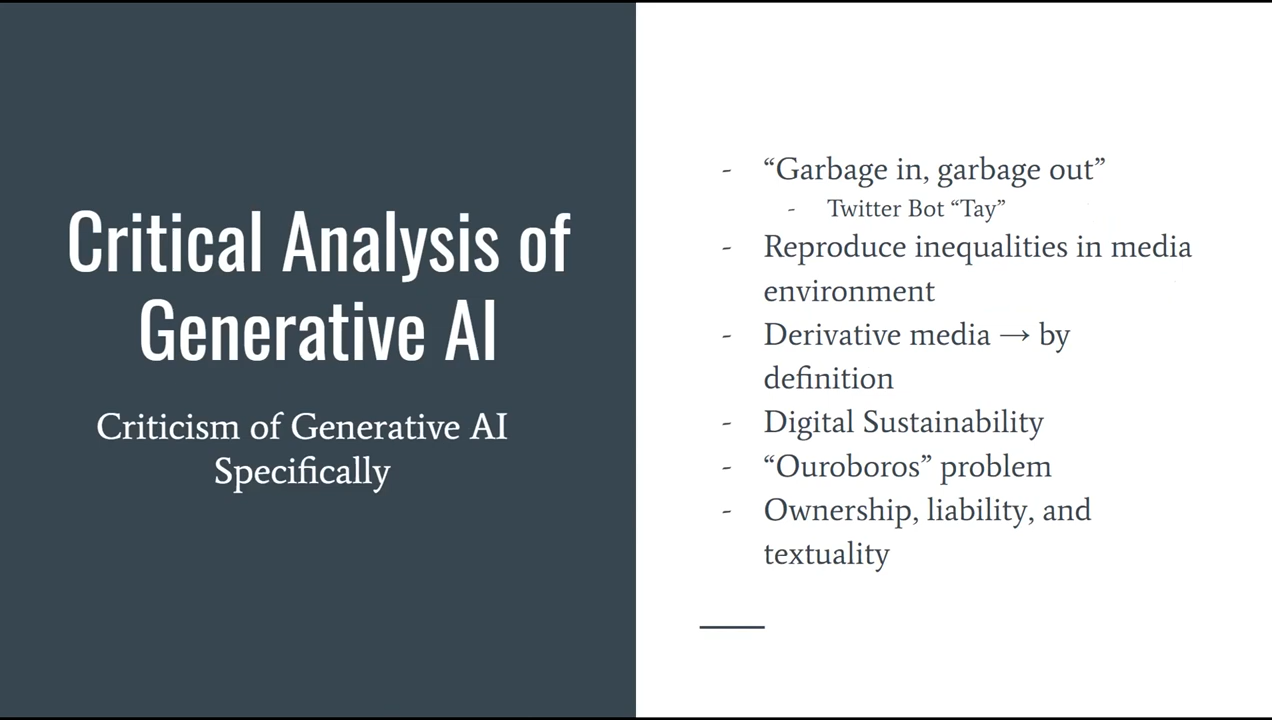 Critical Analysis of
Generative AI
Criticism of Generative AI
Specifically
- “Garbage in, garbage out”
- Twitter Bot “Tay”
- Reproduce inequalities in media
environment
- Derivative media → by
definition
- Digital Sustainability
- “Ouroboros” problem
- Ownership, liability, and
textuality